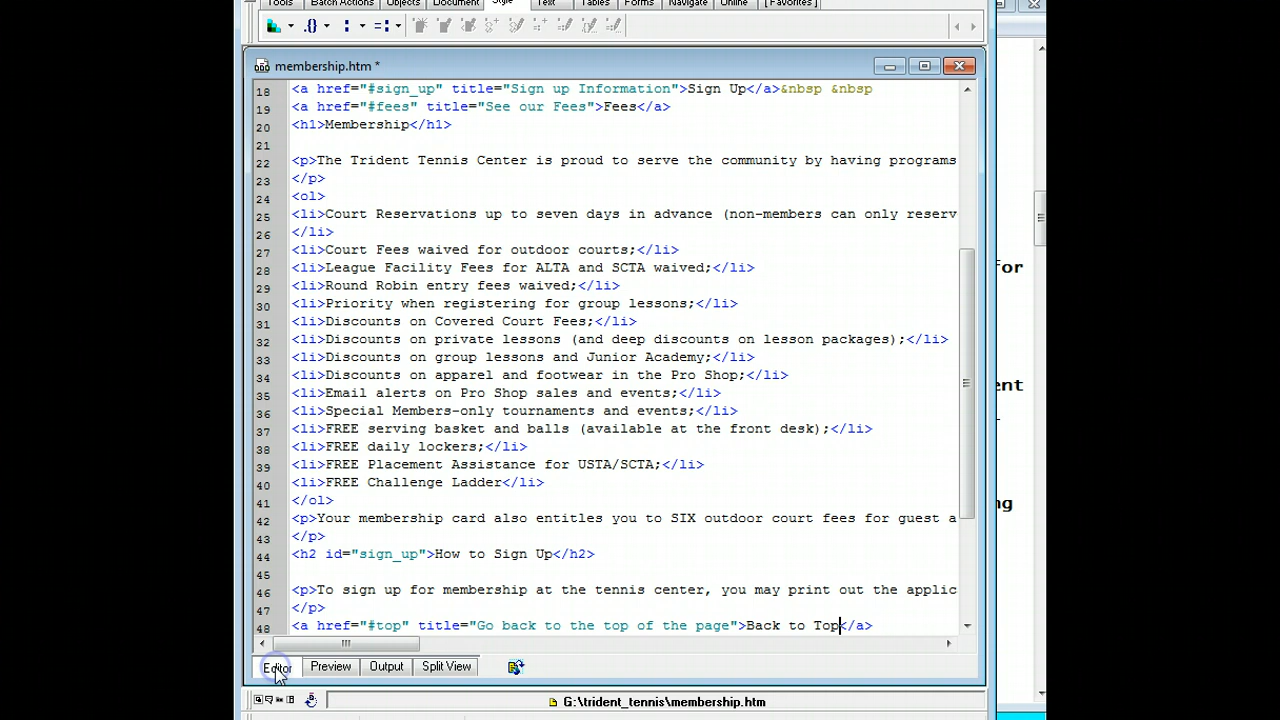 Tools Batch Actions Objects Document Style Text Tables Forms Navigate Online [ Favorites ]
membership.htm *
18 <a href="#sign_up" title="Sign up Information">Sign Up</a>&nbsp &nbsp
19 <a href="#fees" title="See our Fees">Fees</a>
20 <h1>Membership</h1>
21
22 <p>The Trident Tennis Center is proud to serve the community by having programs
23 </p>
24 <ol>
25 <li>Court Reservations up to seven days in advance (non-members can only reserv
26 </li>
27 <li>Court Fees waived for outdoor courts;</li>
28 <li>League Facility Fees for ALTA and SCTA waived;</li>
29 <li>Round Robin entry fees waived;</li>
30 <li>Priority when registering for group lessons;</li>
31 <li>Discounts on Covered Court Fees;</li>
32 <li>Discounts on private lessons (and deep discounts on lesson packages);</li>
33 <li>Discounts on group lessons and Junior Academy;</li>
34 <li>Discounts on apparel and footwear in the Pro Shop;</li>
35 <li>Email alerts on Pro Shop sales and events;</li>
36 <li>Special Members-only tournaments and events;</li>
37 <li>FREE serving basket and balls (available at the front desk);</li>
38 <li>FREE daily lockers;</li>
39 <li>FREE Placement Assistance for USTA/SCTA;</li>
40 <li>FREE Challenge Ladder</li>
41 </ol>
42 <p>Your membership card also entitles you to SIX outdoor court fees for guest a
43 </p>
44 <h2 id="sign_up">How to Sign Up</h2>
45
46 <p>To sign up for membership at the tennis center, you may print out the applic
47 </p>
48 <a href="#top" title="Go back to the top of the page">Back to Top</a>
Editor Preview Output Split View
G:\trident_tennis\membership.htm
for
ent
ng